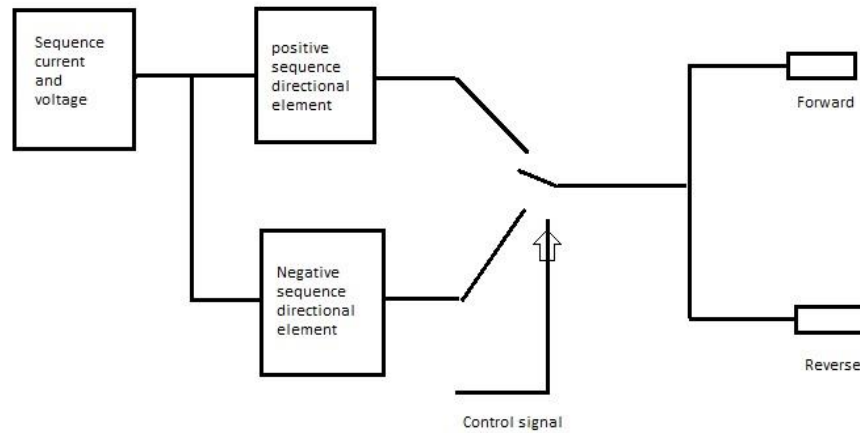 Sequence
current
and
voltage
positive
sequence
directional
element
Forward
Negative
sequence
directional
element
Reverse
Control signal